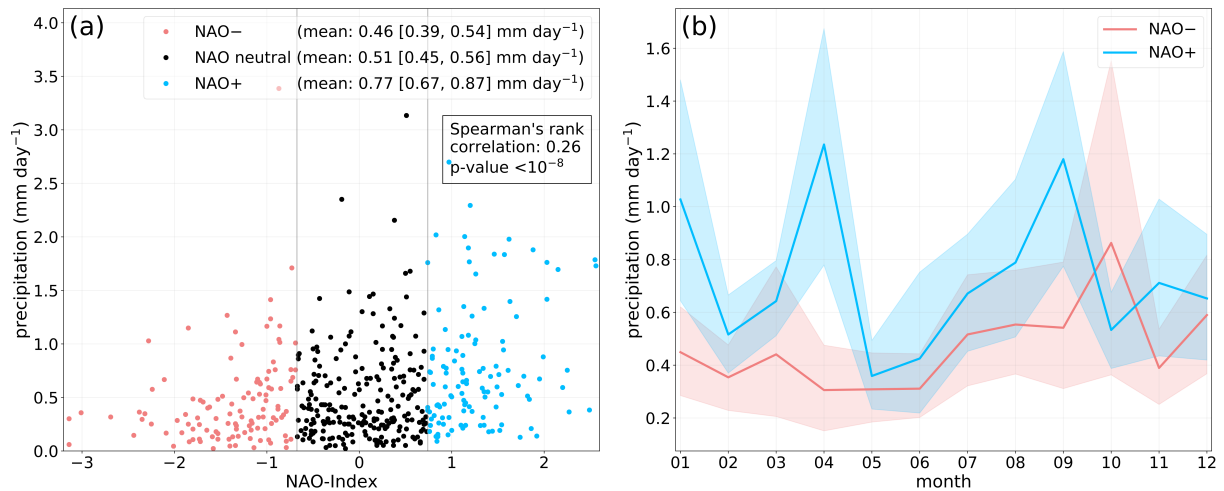 (a)
NAO− (mean: 0.46 [0.39, 0.54] mm day⁻¹)
NAO neutral (mean: 0.51 [0.45, 0.56] mm day⁻¹)
NAO+ (mean: 0.77 [0.67, 0.87] mm day⁻¹)
Spearman's rank
correlation: 0.26
p-value <10⁻⁸
precipitation (mm day⁻¹)
4.0
3.5
3.0
2.5
2.0
1.5
1.0
0.5
0.0
−3 −2 −1 0 1 2
NAO-Index
(b)
NAO−
NAO+
precipitation (mm day⁻¹)
1.6
1.4
1.2
1.0
0.8
0.6
0.4
0.2
01 02 03 04 05 06 07 08 09 10 11 12
month